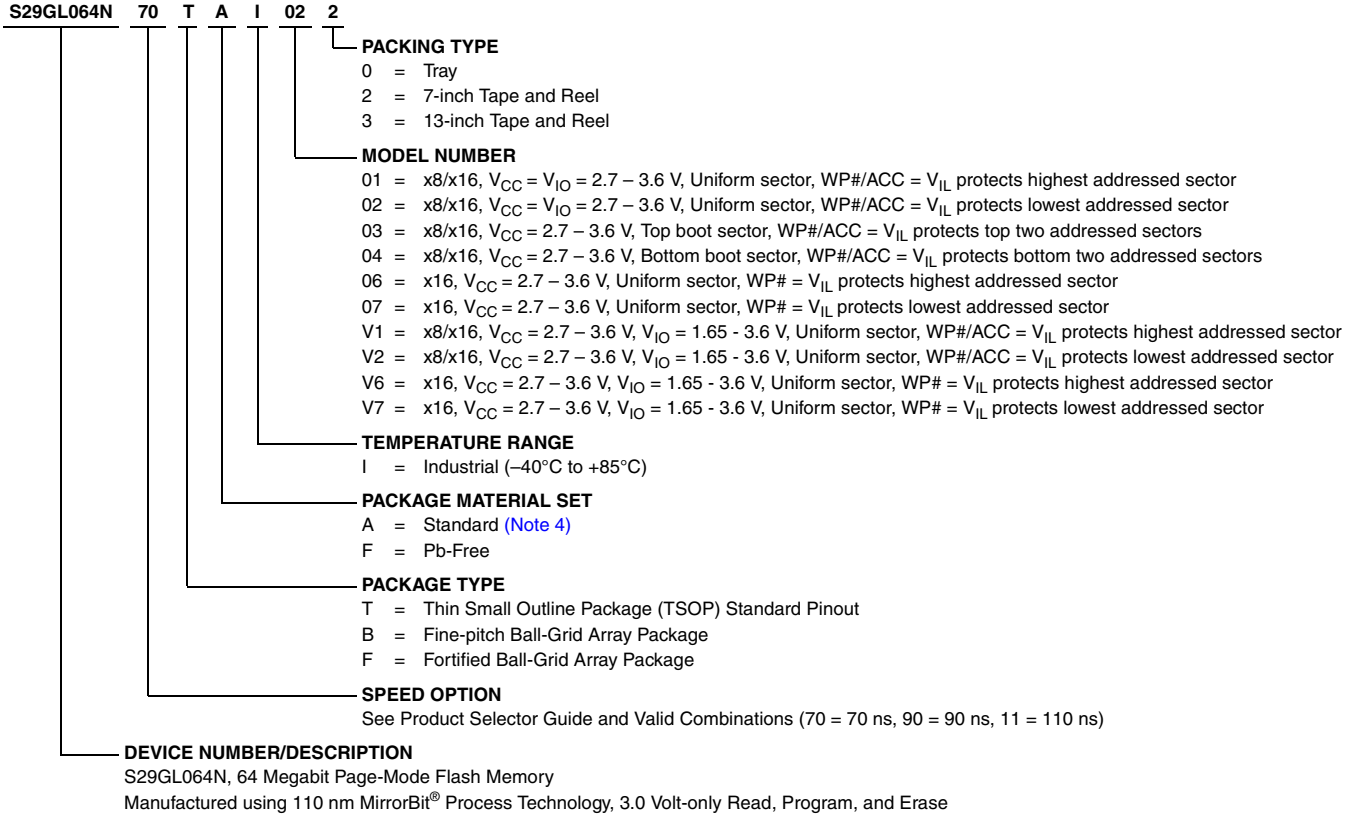 S29GL064N 70 T A I 02 2
PACKING TYPE
0 = Tray
2 = 7-inch Tape and Reel
3 = 13-inch Tape and Reel
MODEL NUMBER
01 = x8/x16, VCC = VIO = 2.7 – 3.6 V, Uniform sector, WP#/ACC = VIL protects highest addressed sector
02 = x8/x16, VCC = VIO = 2.7 – 3.6 V, Uniform sector, WP#/ACC = VIL protects lowest addressed sector
03 = x8/x16, VCC = 2.7 – 3.6 V, Top boot sector, WP#/ACC = VIL protects top two addressed sectors
04 = x8/x16, VCC = 2.7 – 3.6 V, Bottom boot sector, WP#/ACC = VIL protects bottom two addressed sectors
06 = x16, VCC = 2.7 – 3.6 V, Uniform sector, WP# = VIL protects highest addressed sector
07 = x16, VCC = 2.7 – 3.6 V, Uniform sector, WP# = VIL protects lowest addressed sector
V1 = x8/x16, VCC = 2.7 – 3.6 V, VIO = 1.65 - 3.6 V, Uniform sector, WP#/ACC = VIL protects highest addressed sector
V2 = x8/x16, VCC = 2.7 – 3.6 V, VIO = 1.65 - 3.6 V, Uniform sector, WP#/ACC = VIL protects lowest addressed sector
V6 = x16, VCC = 2.7 – 3.6 V, VIO = 1.65 - 3.6 V, Uniform sector, WP# = VIL protects highest addressed sector
V7 = x16, VCC = 2.7 – 3.6 V, VIO = 1.65 - 3.6 V, Uniform sector, WP# = VIL protects lowest addressed sector
TEMPERATURE RANGE
I = Industrial (–40°C to +85°C)
PACKAGE MATERIAL SET
A = Standard (Note 4)
F = Pb-Free
PACKAGE TYPE
T = Thin Small Outline Package (TSOP) Standard Pinout
B = Fine-pitch Ball-Grid Array Package
F = Fortified Ball-Grid Array Package
SPEED OPTION
See Product Selector Guide and Valid Combinations (70 = 70 ns, 90 = 90 ns, 11 = 110 ns)
DEVICE NUMBER/DESCRIPTION
S29GL064N, 64 Megabit Page-Mode Flash Memory
Manufactured using 110 nm MirrorBit® Process Technology, 3.0 Volt-only Read, Program, and Erase